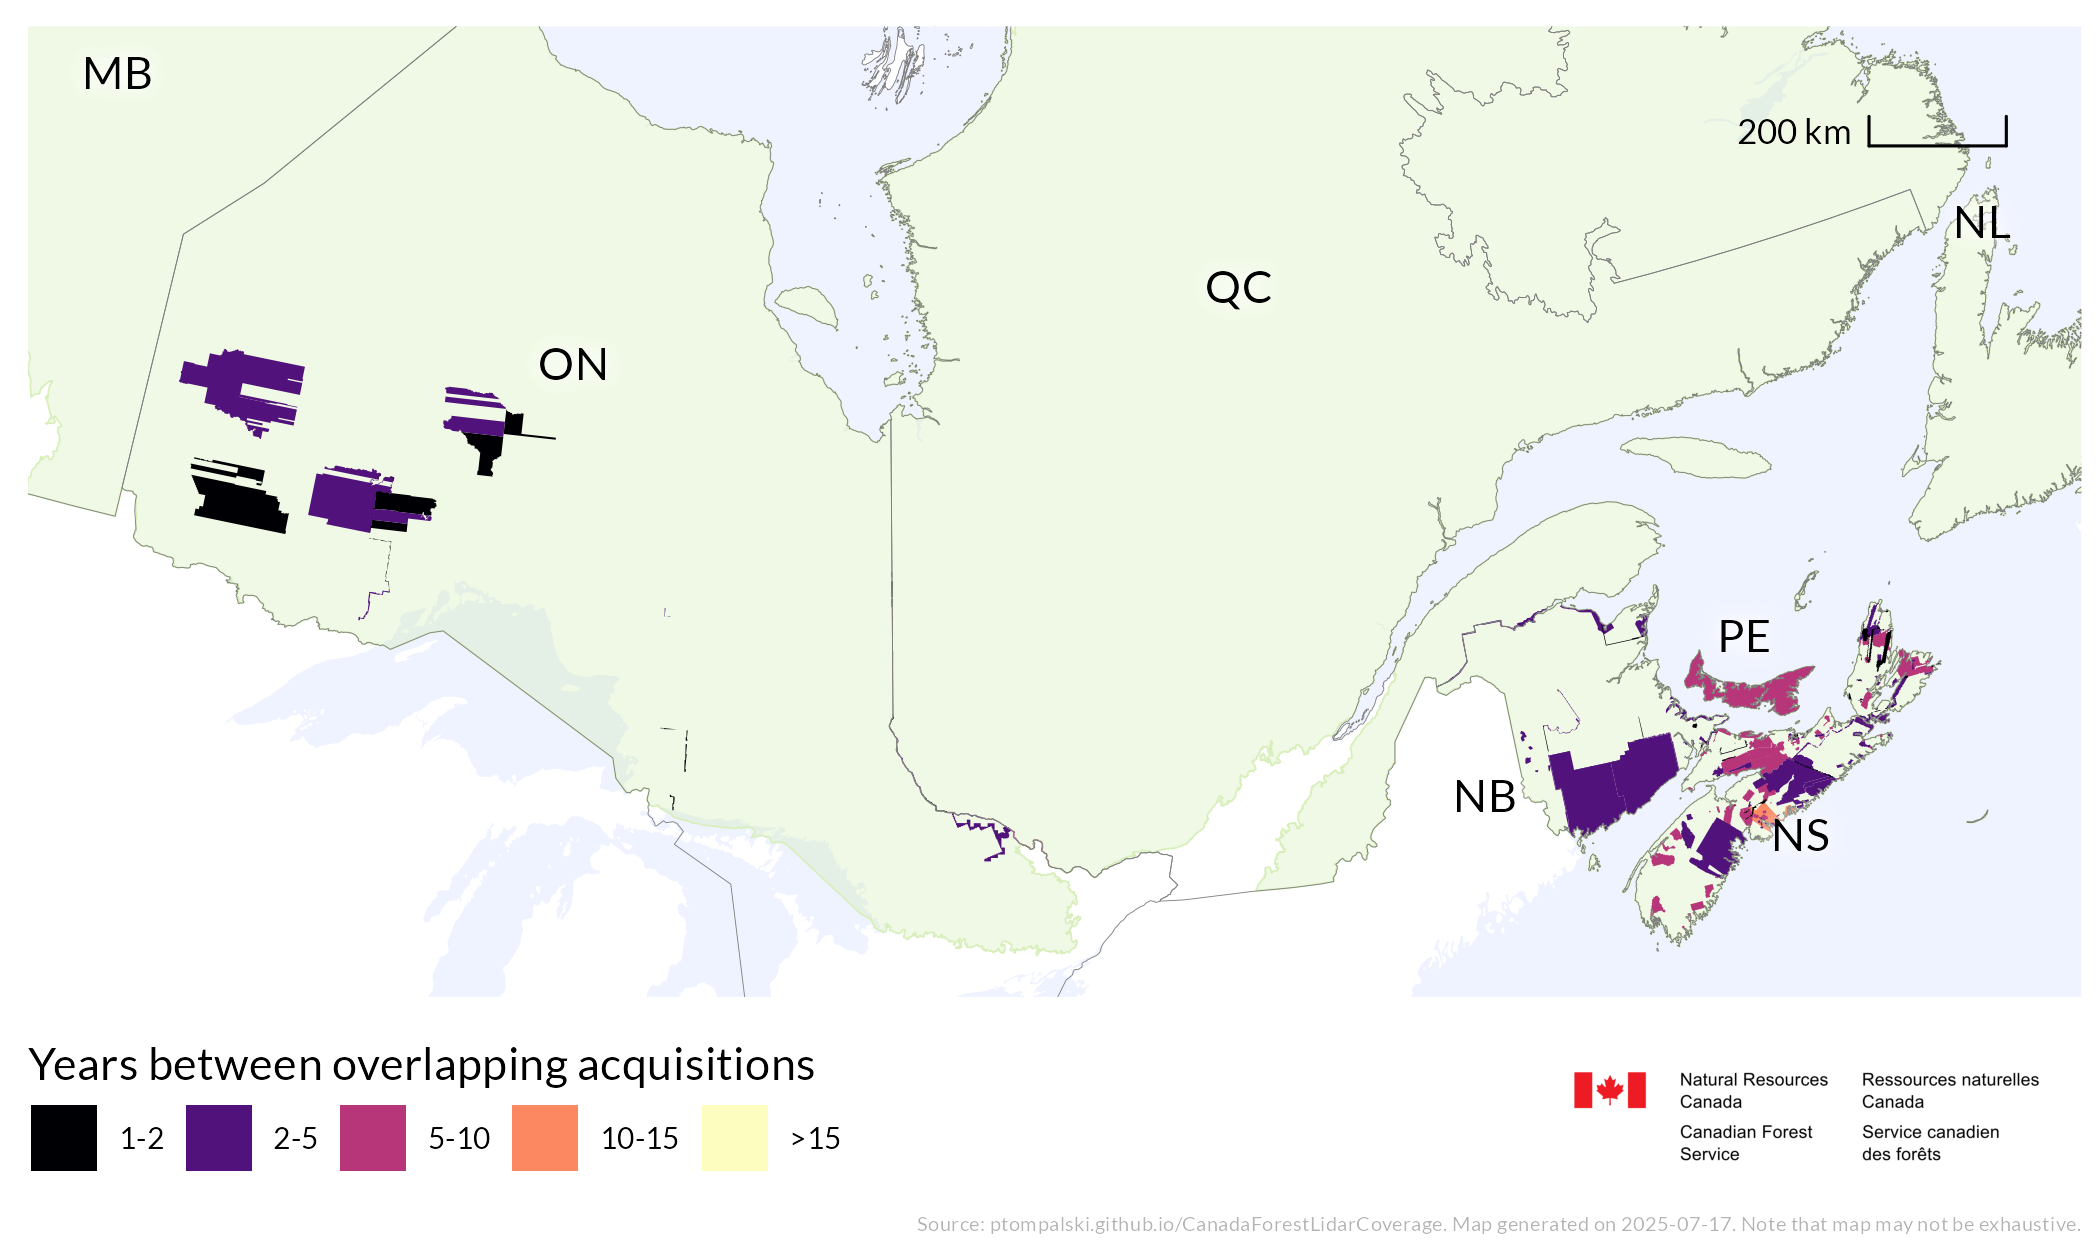 MB
200 km
NL
QC
ON
PE
NB
NS
Years between overlapping acquisitions
1-2
2-5
5-10
10-15
>15
Natural Resources
Canada
Canadian Forest
Service
Ressources naturelles
Canada
Service canadien
des forêts
Source: ptompalski.github.io/CanadaForestLidarCoverage. Map generated on 2025-07-17. Note that map may not be exhaustive.